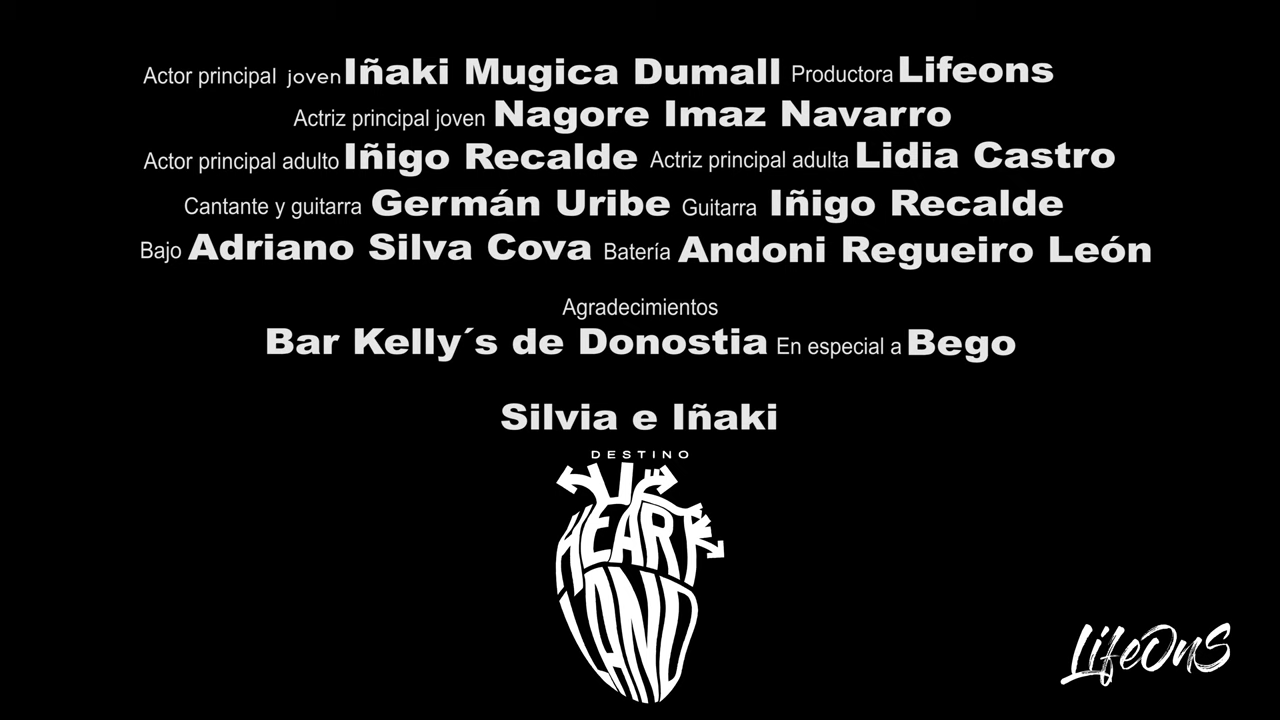 Actor principal joven Iñaki Mugica Dumall Productora Lifeons
Actriz principal joven Nagore Imaz Navarro
Actor principal adulto Iñigo Recalde Actriz principal adulta Lidia Castro
Cantante y guitarra Germán Uribe Guitarra Iñigo Recalde
Bajo Adriano Silva Cova Batería Andoni Regueiro León
Agradecimientos
Bar Kelly´s de Donostia En especial a Bego
Silvia e Iñaki
DESTINO
HEART
LAND
LifeOnS